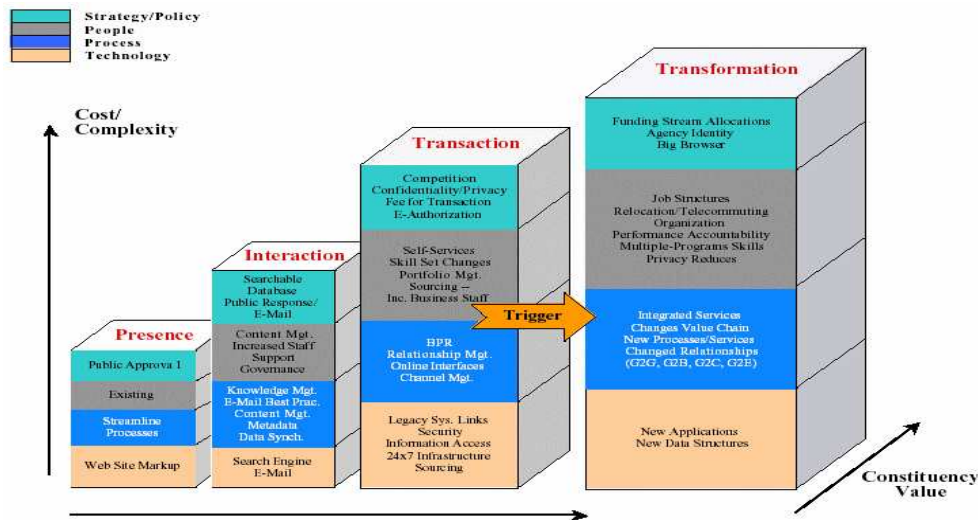 Strategy/Policy
People
Process
Technology
Cost/
Complexity
Presence
Public Approva 1
Existing
Streamline
Processes
Web Site Markup
Interaction
Searchable
Database
Public Response/
E-Mail
Content Mgt.
Increased Staff
Support
Governance
Knowledge Mgt.
E-Mail Best Prac.
Content Mgt.
Metadata
Data Synch.
Search Engine
E-Mail
Transaction
Competition
Confidentiality/Privacy
Fee for Transaction
E-Authorization
Self-Services
Skill Set Changes
Portfolio Mgt.
Sourcing --
Inc. Business Staff
BPR
Relationship Mgt.
Online Interfaces
Channel Mgt.
Legacy Sys. Links
Security
Information Access
24x7 Infrastructure
Sourcing
Trigger
Transformation
Funding Stream Allocations
Agency Identity
Big Browser
Job Structures
Relocation/Telecommuting
Organization
Performance Accountability
Multiple-Programs Skills
Privacy Reduces
Integrated Services
Changes Value Chain
New Processes/Services
Changed Relationships
(G2G, G2B, G2C, G2E)
New Applications
New Data Structures
Constituency
Value